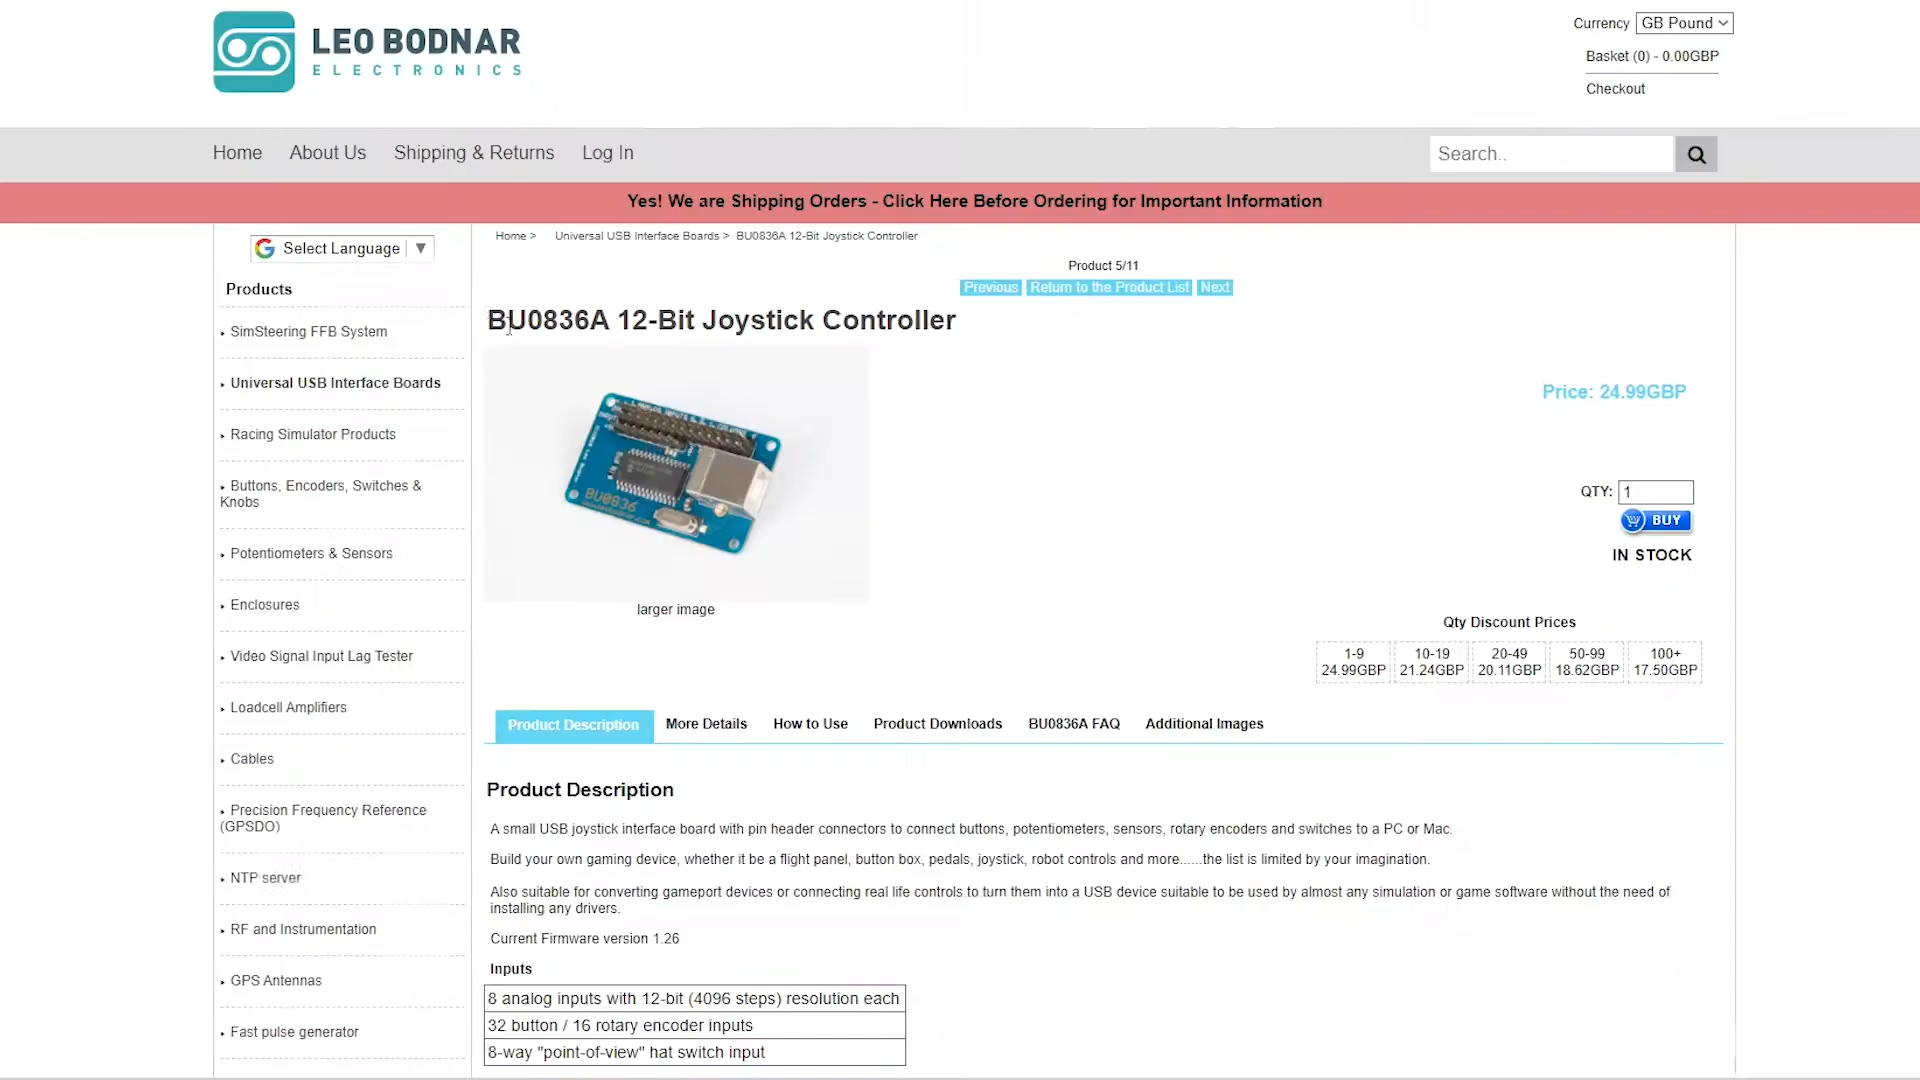 LEO BODNAR
ELECTRONICS
Currency GB Pound
Basket (0) - 0.00GBP
Checkout
Home About Us Shipping & Returns Log In
Search..
Yes! We are Shipping Orders - Click Here Before Ordering for Important Information
Select Language ▼
Products
SimSteering FFB System
Universal USB Interface Boards
Racing Simulator Products
Buttons, Encoders, Switches &
Knobs
Potentiometers & Sensors
Enclosures
Video Signal Input Lag Tester
Loadcell Amplifiers
Cables
Precision Frequency Reference
(GPSDO)
NTP server
RF and Instrumentation
GPS Antennas
Fast pulse generator
Home > Universal USB Interface Boards > BU0836A 12-Bit Joystick Controller
Product 5/11
Previous Return to the Product List Next
BU0836A 12-Bit Joystick Controller
BU0836
larger image
Price: 24.99GBP
QTY: 1
BUY
IN STOCK
Qty Discount Prices
1-9 10-19 20-49 50-99 100+
24.99GBP 21.24GBP 20.11GBP 18.62GBP 17.50GBP
Product Description More Details How to Use Product Downloads BU0836A FAQ Additional Images
Product Description
A small USB joystick interface board with pin header connectors to connect buttons, potentiometers, sensors, rotary encoders and switches to a PC or Mac.
Build your own gaming device, whether it be a flight panel, button box, pedals, joystick, robot controls and more......the list is limited by your imagination.
Also suitable for converting gameport devices or connecting real life controls to turn them into a USB device suitable to be used by almost any simulation or game software without the need of
installing any drivers.
Current Firmware version 1.26
Inputs
8 analog inputs with 12-bit (4096 steps) resolution each
32 button / 16 rotary encoder inputs
8-way "point-of-view" hat switch input